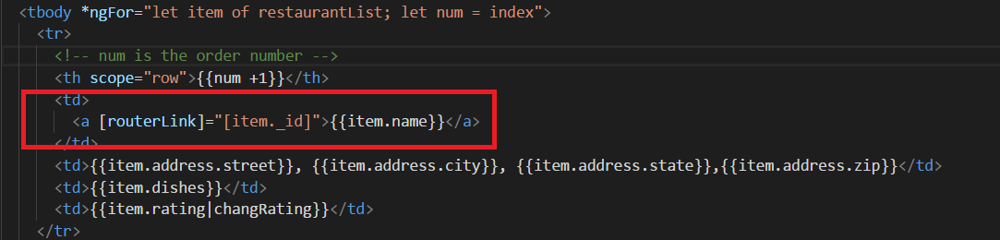 <tbody *ngFor="let item of restaurantList; let num = index">
<tr>
<!-- num is the order number -->
<th scope="row">{{num +1}}</th>
<td>
<a [routerLink]="[item._id]">{{item.name}}</a>
</td>
<td>{{item.address.street}}, {{item.address.city}}, {{item.address.state}},{{item.address.zip}}</td>
<td>{{item.dishes}}</td>
<td>{{item.rating|changRating}}</td>
</tr>